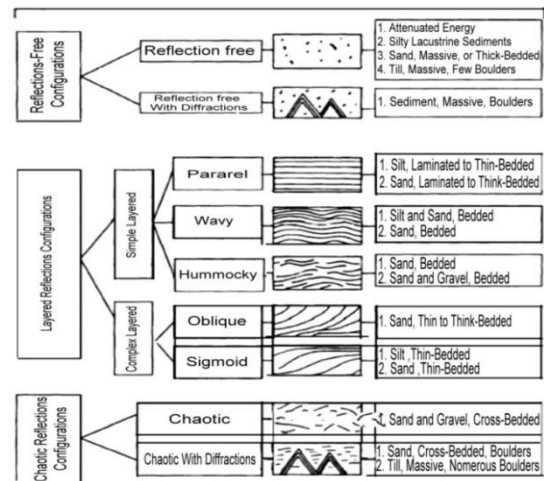 Reflections-Free
Configurations
Reflection free
1. Attenuated Energy
2. Silty Lacustrine Sediments
3. Sand, Massive, or Thick-Bedded
4. Till, Massive, Few Boulders
Reflection free
With Diffractions
1. Sediment, Massive, Boulders
Layered Reflections Configurations
Simple Layered
Pararel
1. Silt, Laminated to Thin-Bedded
2. Sand, Laminated to Think-Bedded
Wavy
1. Silt and Sand, Bedded
2. Sand, Bedded
Hummocky
1. Sand, Bedded
2. Sand and Gravel, Bedded
Complex Layered
Oblique
1. Sand, Thin to Think-Bedded
Sigmoid
1. Silt ,Thin-Bedded
2. Sand ,Thin-Bedded
Chaotic Reflections
Configurations
Chaotic
1. Sand and Gravel, Cross-Bedded
Chaotic With Diffractions
1. Sand, Cross-Bedded, Boulders
2. Till, Massive, Nomerous Boulders